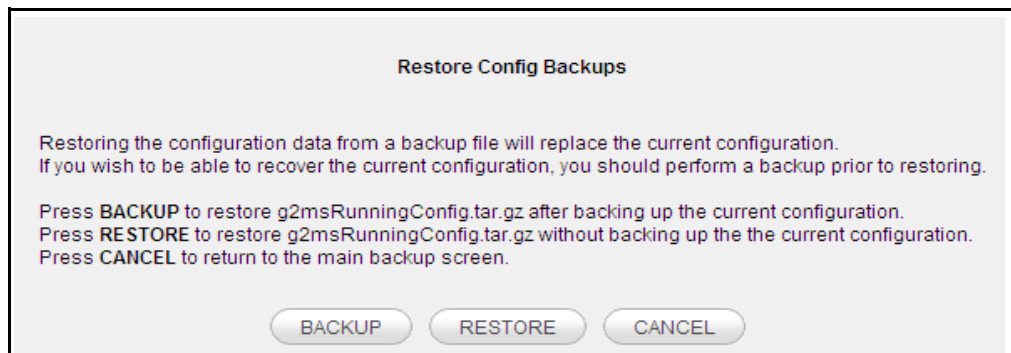 Restore Config Backups
Restoring the configuration data from a backup file will replace the current configuration.
If you wish to be able to recover the current configuration, you should perform a backup prior to restoring.
Press BACKUP to restore g2msRunningConfig.tar.gz after backing up the current configuration.
Press RESTORE to restore g2msRunningConfig.tar.gz without backing up the the current configuration.
Press CANCEL to return to the main backup screen.
BACKUP RESTORE CANCEL